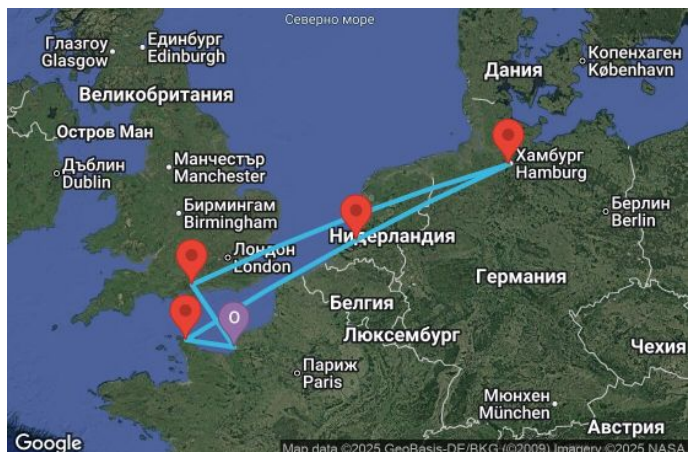 Северно море
Глазгоу
Glasgow
Единбург
Edinburgh
Копенхаген
København
Дания
Великобритания
Остров Ман
Хамбург
Hamburg
Дъблин
Dublin
Манчестър
Manchester
Бирмингам
Birmingham
Берлин
Berlin
Нидерландия
Лондон
London
Германия
Белгия
O
Люксембург
Чехия
Париж
Paris
Мюнхен
München
Австрия
Google
Map data ©2025 GeoBasis-DE/BKG (©2009) Imagery ©2025 NASA